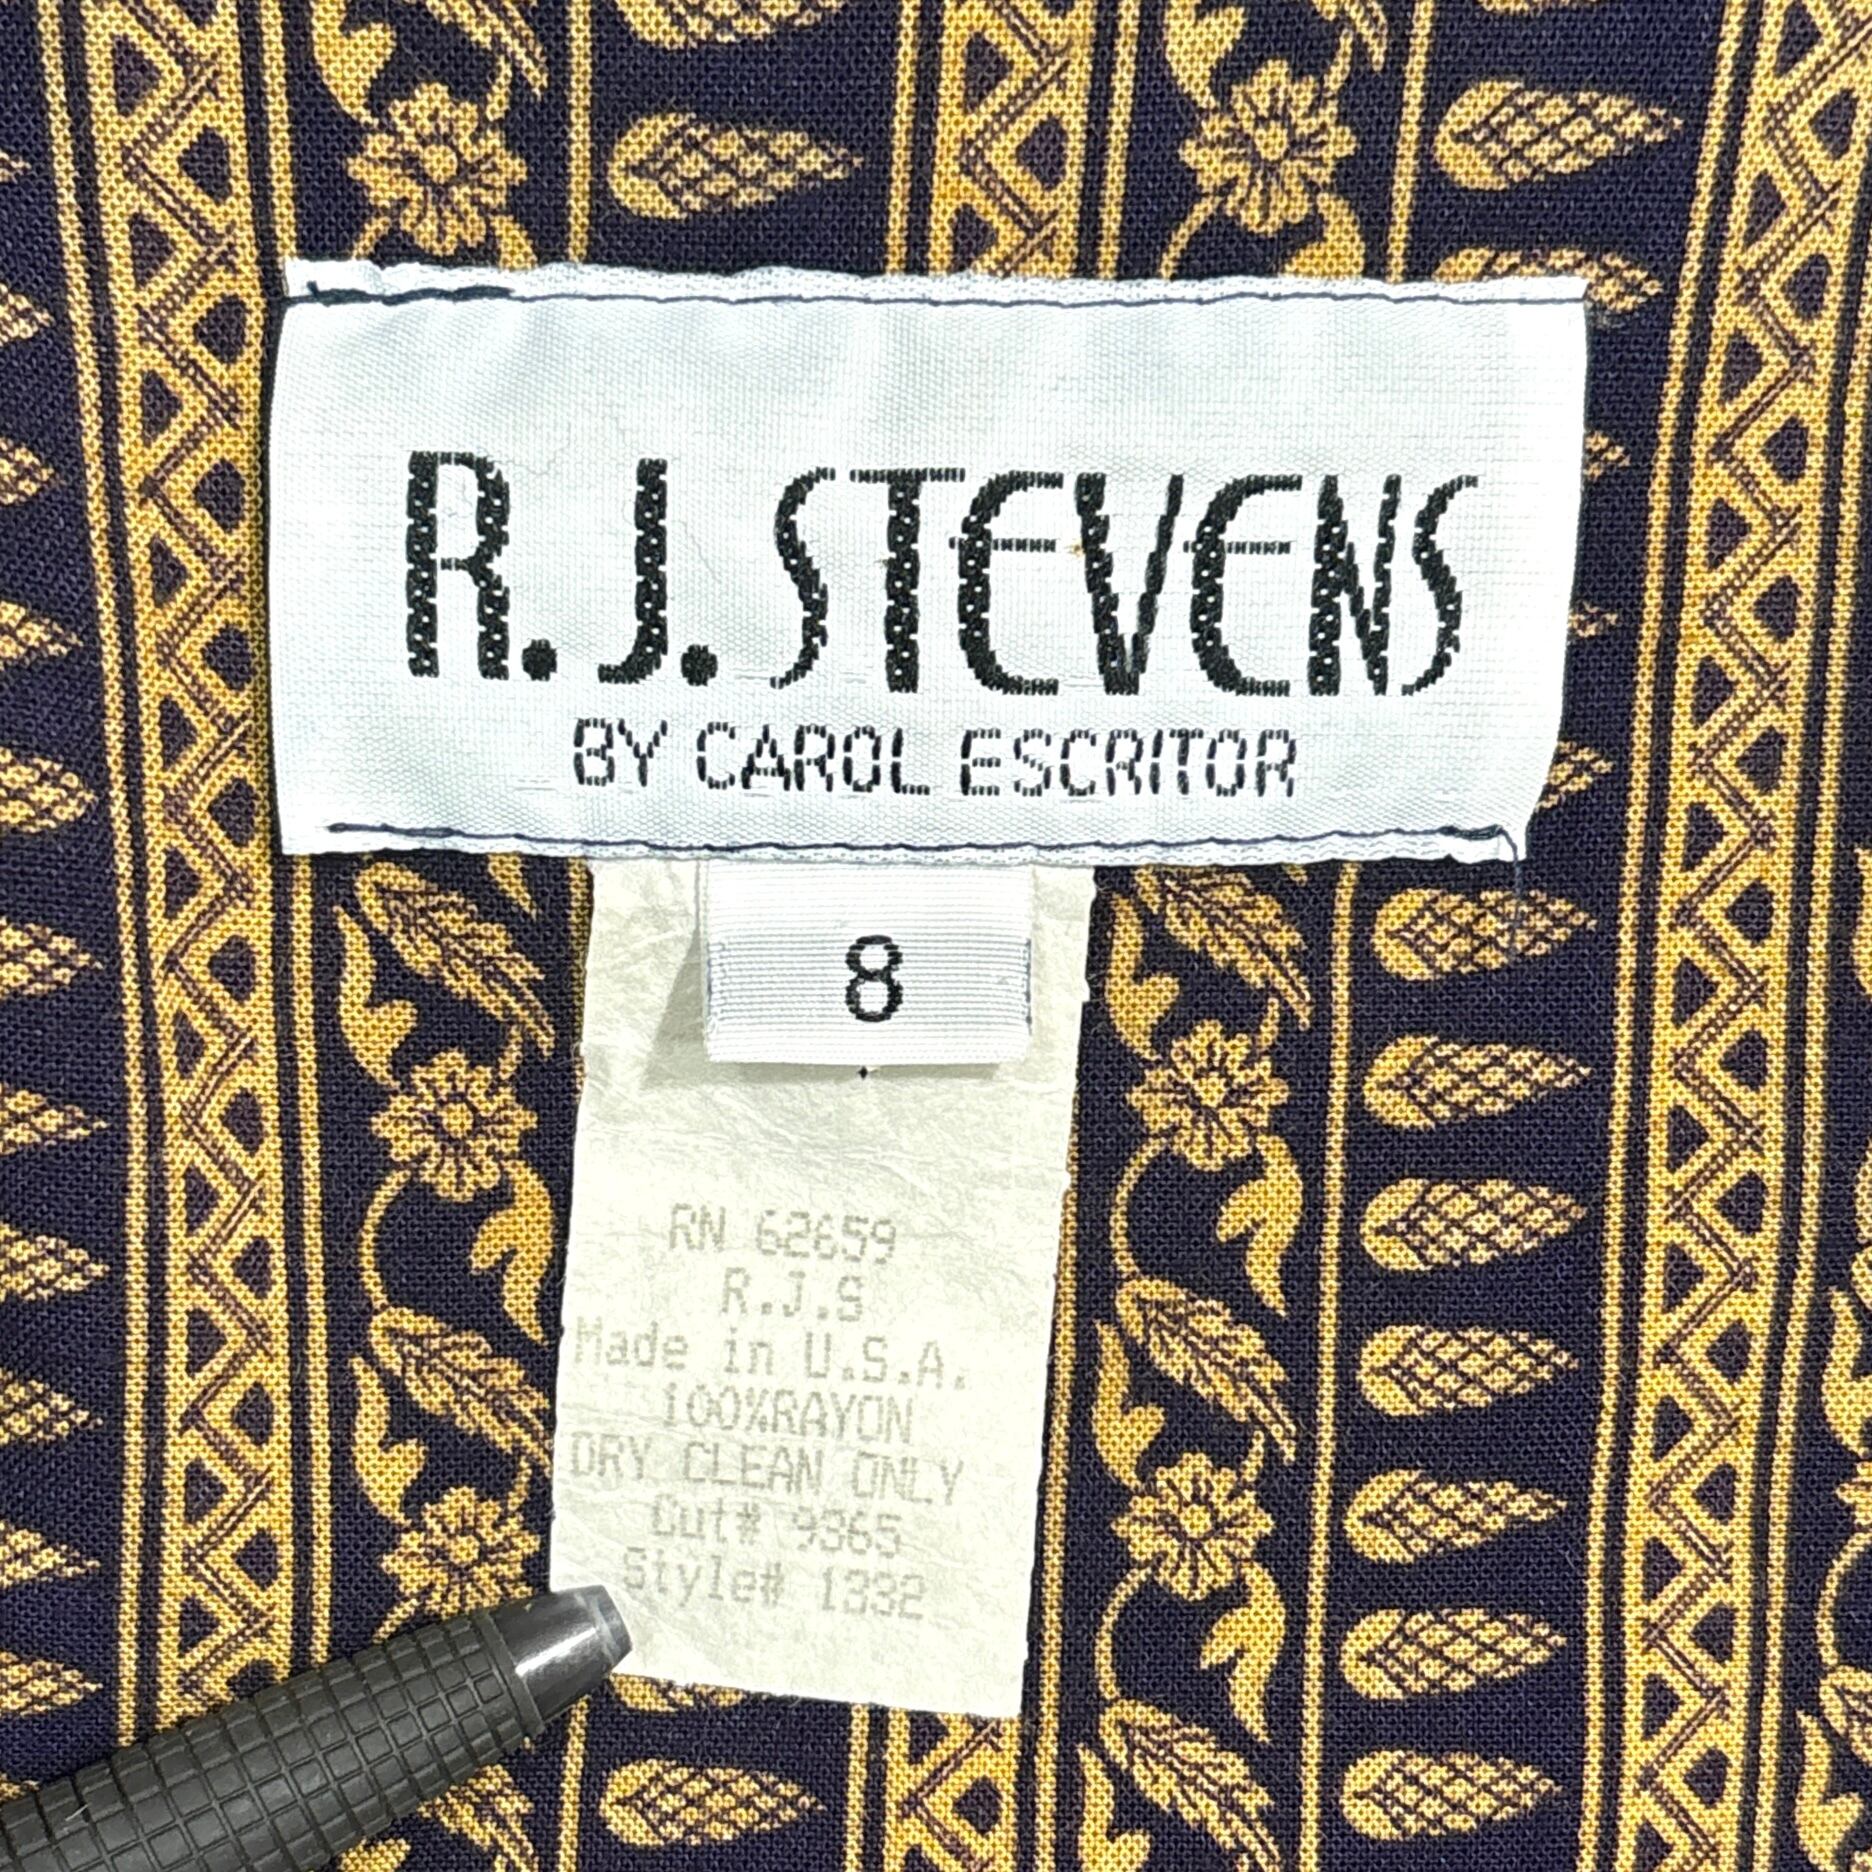 R.J. STEVENS
BY CAROL ESCRITOR
8
RN 62659
R.J.S
Made in U.S.A.
100%RAYON
DRY CLEAN ONLY
Cut# 9365
Style# 1332